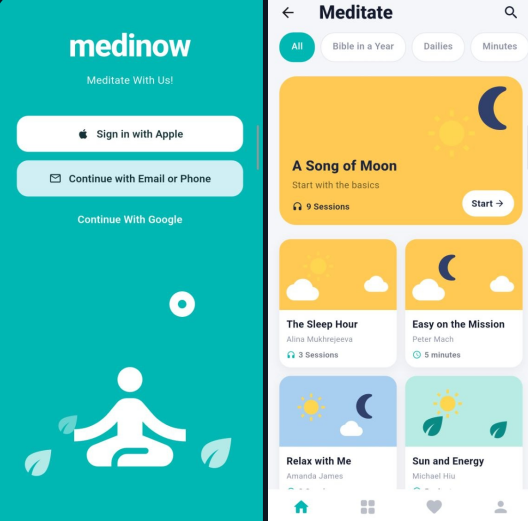 medinow
Meditate With Us!
Sign in with Apple
Continue with Email or Phone
Continue With Google
Meditate
All
Bible in a Year
Dailies
Minutes
A Song of Moon
Start with the basics
9 Sessions
Start →
The Sleep Hour
Alina Mukhrejeeva
3 Sessions
Easy on the Mission
Peter Mach
5 minutes
Relax with Me
Amanda James
Sun and Energy
Michael Hiu